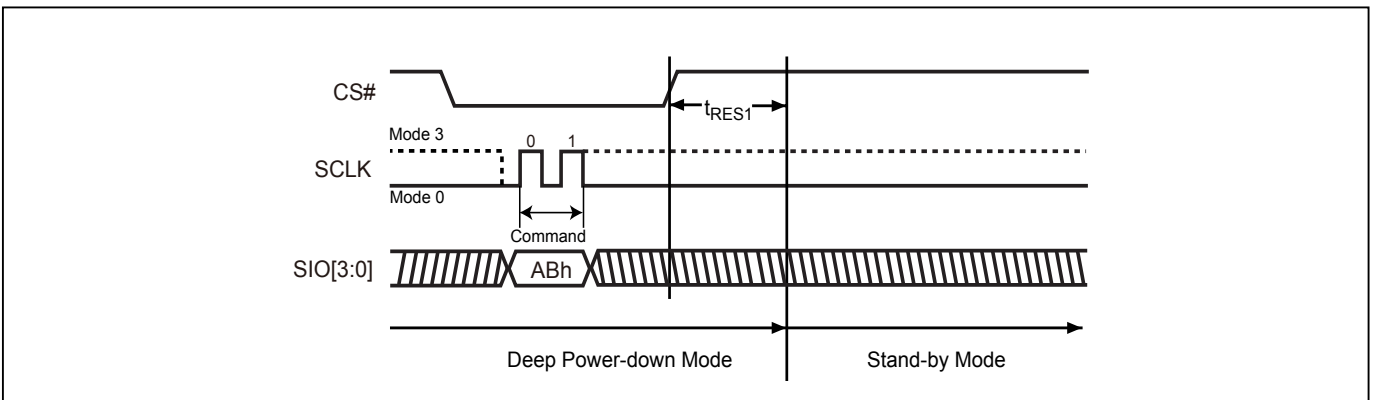 CS#
tRES1
Mode 3
0 1
SCLK
Mode 0
Command
SIO[3:0]
ABh
Deep Power-down Mode
Stand-by Mode